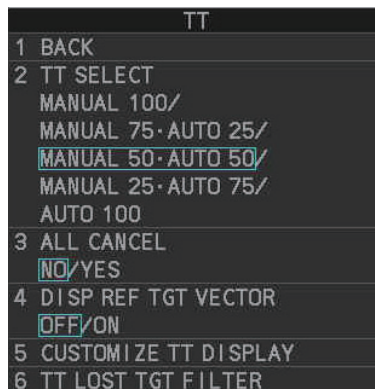 TT
1 BACK
2 TT SELECT
MANUAL 100/
MANUAL 75·AUTO 25/
MANUAL 50·AUTO 50/
MANUAL 25·AUTO 75/
AUTO 100
3 ALL CANCEL
NO/YES
4 DISP REF TGT VECTOR
OFF/ON
5 CUSTOMIZE TT DISPLAY
6 TT LOST TGT FILTER